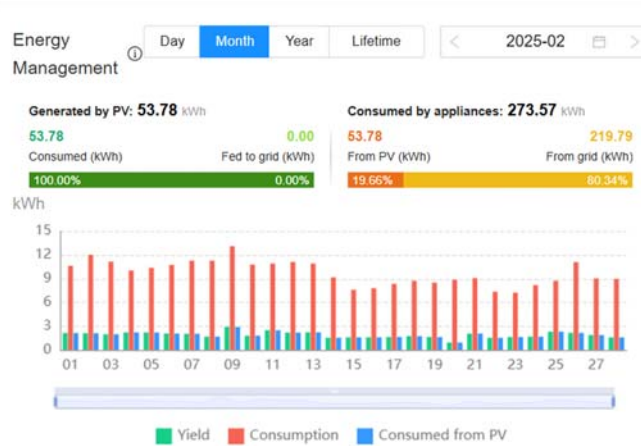 Energy Management
Day Month Year Lifetime
2025-02
Generated by PV: 53.78 kWh
53.78 0.00
Consumed (kWh) Fed to grid (kWh)
100.00% 0.00%
Consumed by appliances: 273.57 kWh
53.78 219.79
From PV (kWh) From grid (kWh)
19.66% 80.34%
kWh
15
12
9
6
3
0
01 03 05 07 09 11 13 15 17 19 21 23 25 27
Yield Consumption Consumed from PV